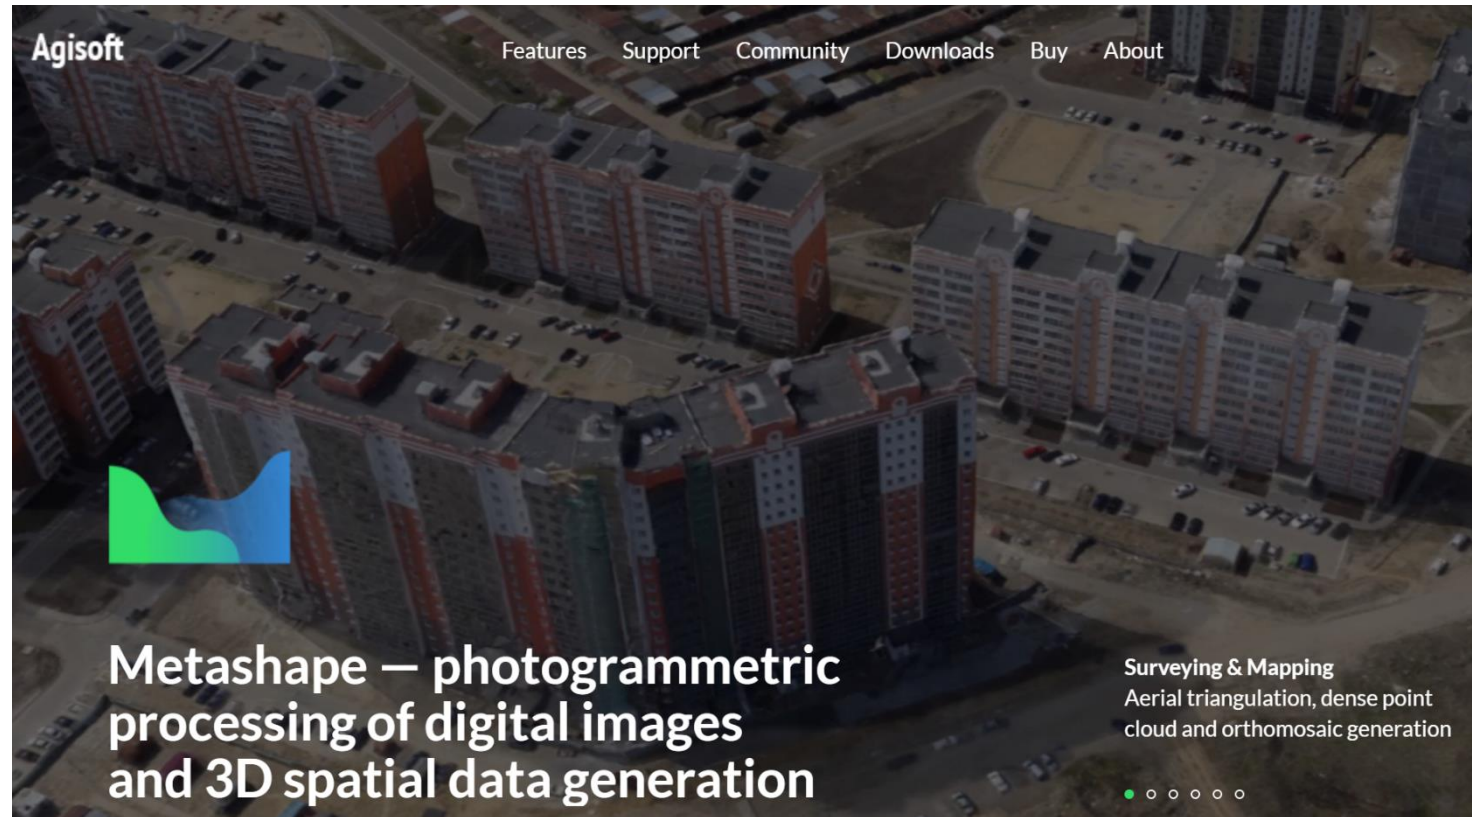 Agisoft
Features Support Community Downloads Buy About
Metashape — photogrammetric
processing of digital images
and 3D spatial data generation
Surveying & Mapping
Aerial triangulation, dense point
cloud and orthomosaic generation